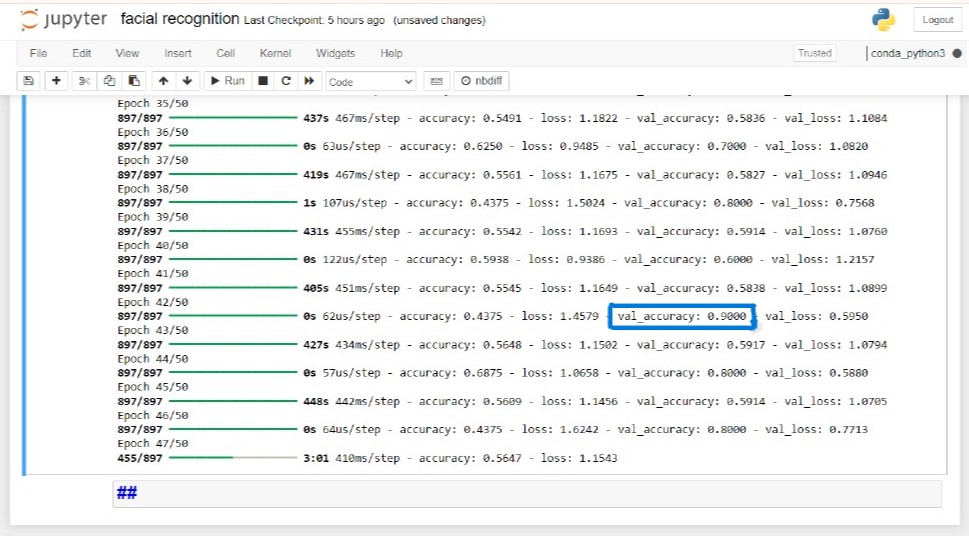 jupyter facial recognition Last Checkpoint: 5 hours ago (unsaved changes) Logout
File Edit View Insert Cell Kernel Widgets Help Trusted conda_python3
Run Code nbdiff
Epoch 35/50
897/897 437s 467ms/step - accuracy: 0.5491 - loss: 1.1822 - val_accuracy: 0.5836 - val_loss: 1.1084
Epoch 36/50
897/897 0s 63us/step - accuracy: 0.6250 - loss: 0.9485 - val_accuracy: 0.7000 - val_loss: 1.0820
Epoch 37/50
897/897 419s 467ms/step - accuracy: 0.5561 - loss: 1.1675 - val_accuracy: 0.5827 - val_loss: 1.0946
Epoch 38/50
897/897 1s 107us/step - accuracy: 0.4375 - loss: 1.5024 - val_accuracy: 0.8000 - val_loss: 0.7568
Epoch 39/50
897/897 431s 455ms/step - accuracy: 0.5542 - loss: 1.1693 - val_accuracy: 0.5914 - val_loss: 1.0760
Epoch 40/50
897/897 0s 122us/step - accuracy: 0.5938 - loss: 0.9386 - val_accuracy: 0.6000 - val_loss: 1.2157
Epoch 41/50
897/897 405s 451ms/step - accuracy: 0.5545 - loss: 1.1649 - val_accuracy: 0.5838 - val_loss: 1.0899
Epoch 42/50
897/897 0s 62us/step - accuracy: 0.4375 - loss: 1.4579 - val_accuracy: 0.9000 - val_loss: 0.5950
Epoch 43/50
897/897 427s 434ms/step - accuracy: 0.5648 - loss: 1.1502 - val_accuracy: 0.5917 - val_loss: 1.0794
Epoch 44/50
897/897 0s 57us/step - accuracy: 0.6875 - loss: 1.0658 - val_accuracy: 0.8000 - val_loss: 0.5880
Epoch 45/50
897/897 448s 442ms/step - accuracy: 0.5609 - loss: 1.1456 - val_accuracy: 0.5914 - val_loss: 1.0705
Epoch 46/50
897/897 0s 64us/step - accuracy: 0.4375 - loss: 1.6242 - val_accuracy: 0.8000 - val_loss: 0.7713
Epoch 47/50
455/897 3:01 410ms/step - accuracy: 0.5647 - loss: 1.1543
##